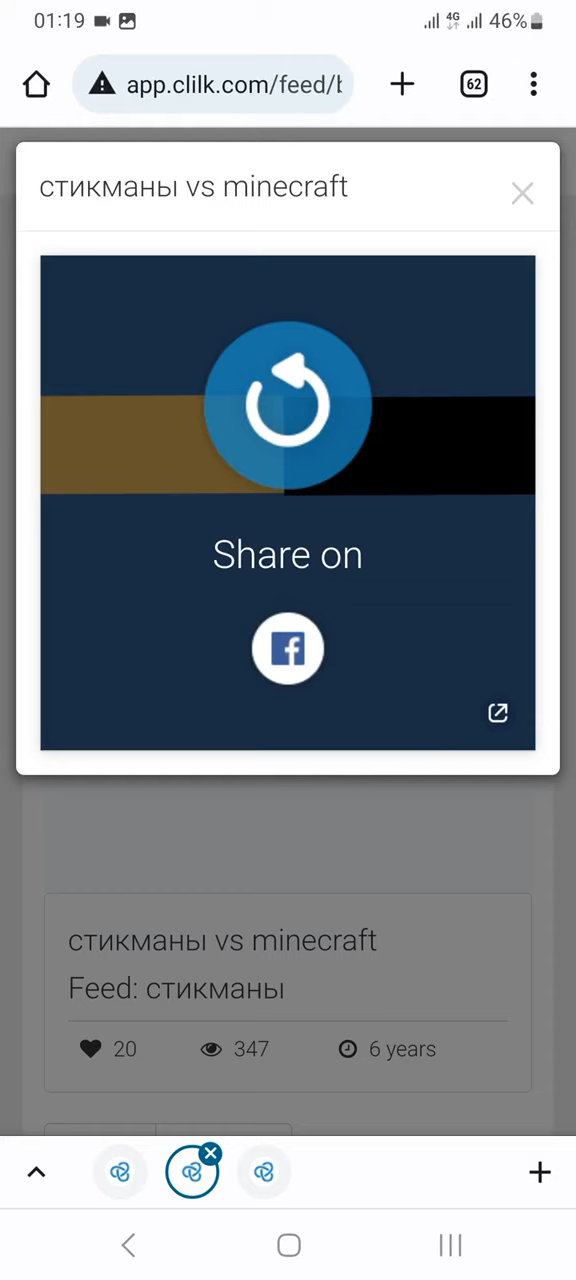 01:19 4G 46%
app.clilk.com/feed/b
62
стикманы vs minecraft
Share on
стикманы vs minecraft
Feed: стикманы
20 347 6 years